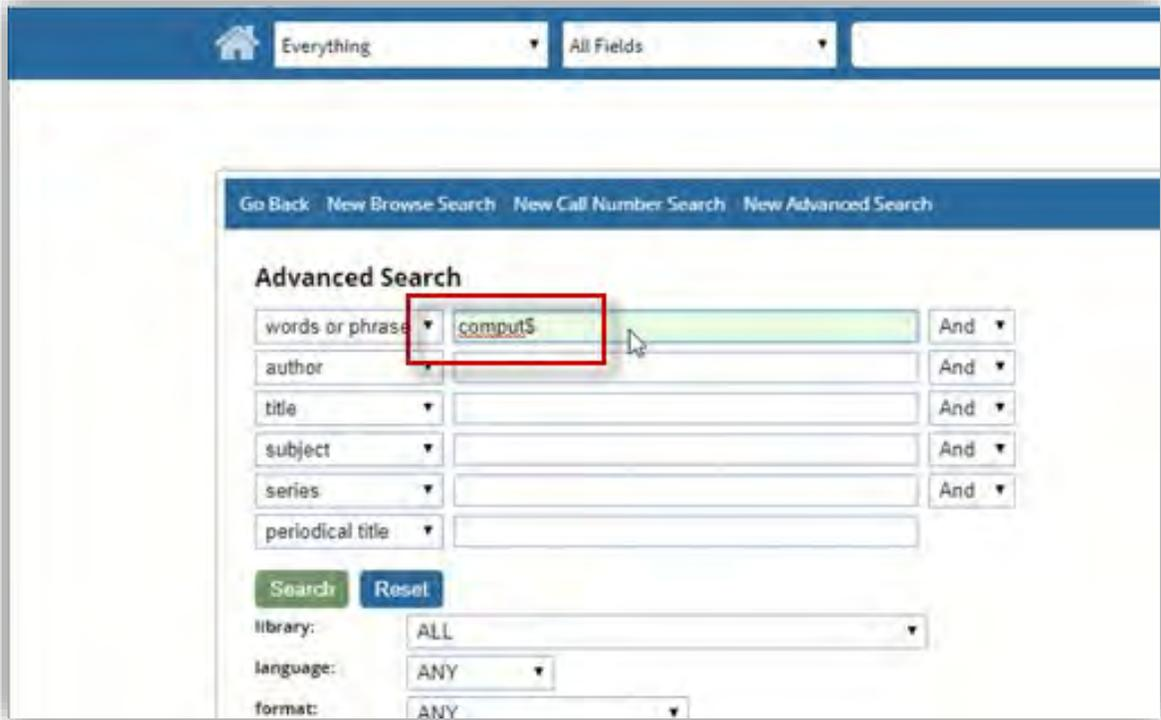 Everything All Fields
Go Back New Browse Search New Call Number Search New Advanced Search
Advanced Search
words or phrase comput$ And
author And
title And
subject And
series And
periodical title
Search Reset
library: ALL
language: ANY
format: ANY